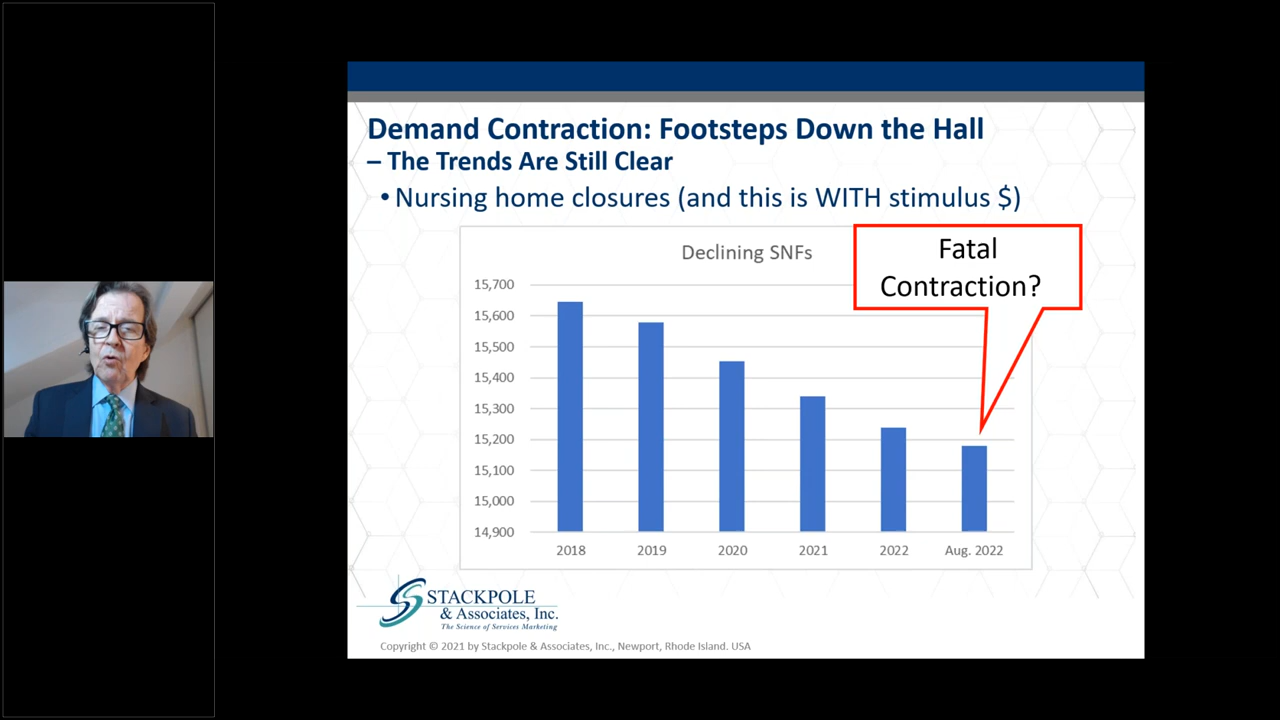 Demand Contraction: Footsteps Down the Hall
– The Trends Are Still Clear
• Nursing home closures (and this is WITH stimulus $)
Declining SNFs
Fatal
Contraction?
15,700
15,600
15,500
15,400
15,300
15,200
15,100
15,000
14,900
2018 2019 2020 2021 2022 Aug. 2022
STACKPOLE
& Associates, Inc.
The Science of Services Marketing
Copyright © 2021 by Stackpole & Associates, Inc., Newport, Rhode Island. USA